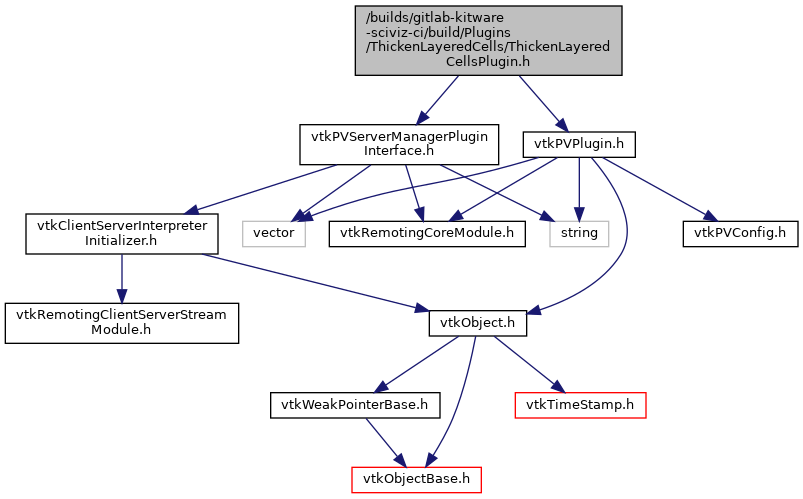 /builds/gitlab-kitware
-sciviz-ci/build/Plugins
/ThickenLayeredCells/ThickenLayered
CellsPlugin.h
vtkPVServerManagerPlugin
Interface.h
vtkPVPlugin.h
vtkClientServerInterpreter
Initializer.h
vector
vtkRemotingCoreModule.h
string
vtkPVConfig.h
vtkRemotingClientServerStream
Module.h
vtkObject.h
vtkWeakPointerBase.h
vtkTimeStamp.h
vtkObjectBase.h